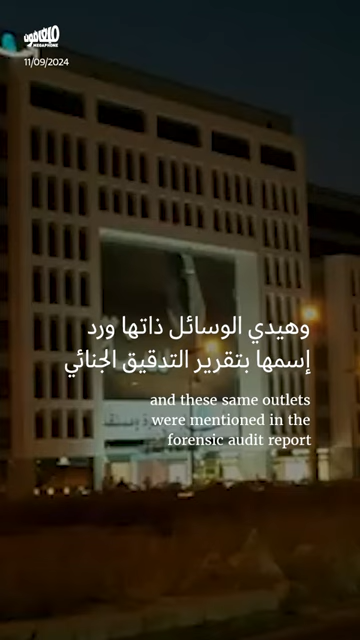 ميغافون
MEGAPHONE
11/09/2024
وهيدي الوسائل ذاتها ورد
إسمها بتقرير التدقيق الجنائي
and these same outlets
were mentioned in the
forensic audit report